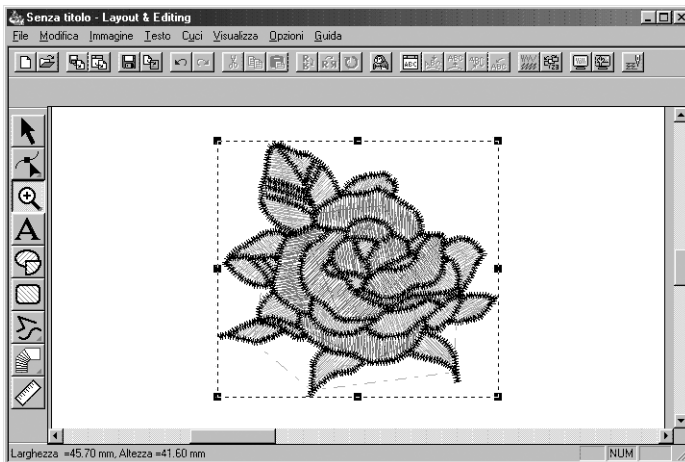 Senza titolo - Layout & Editing
File Modifica Immagine Testo Cuci Visualizza Opzioni Guida
A
Larghezza =45.70 mm, Altezza =41.60 mm NUM